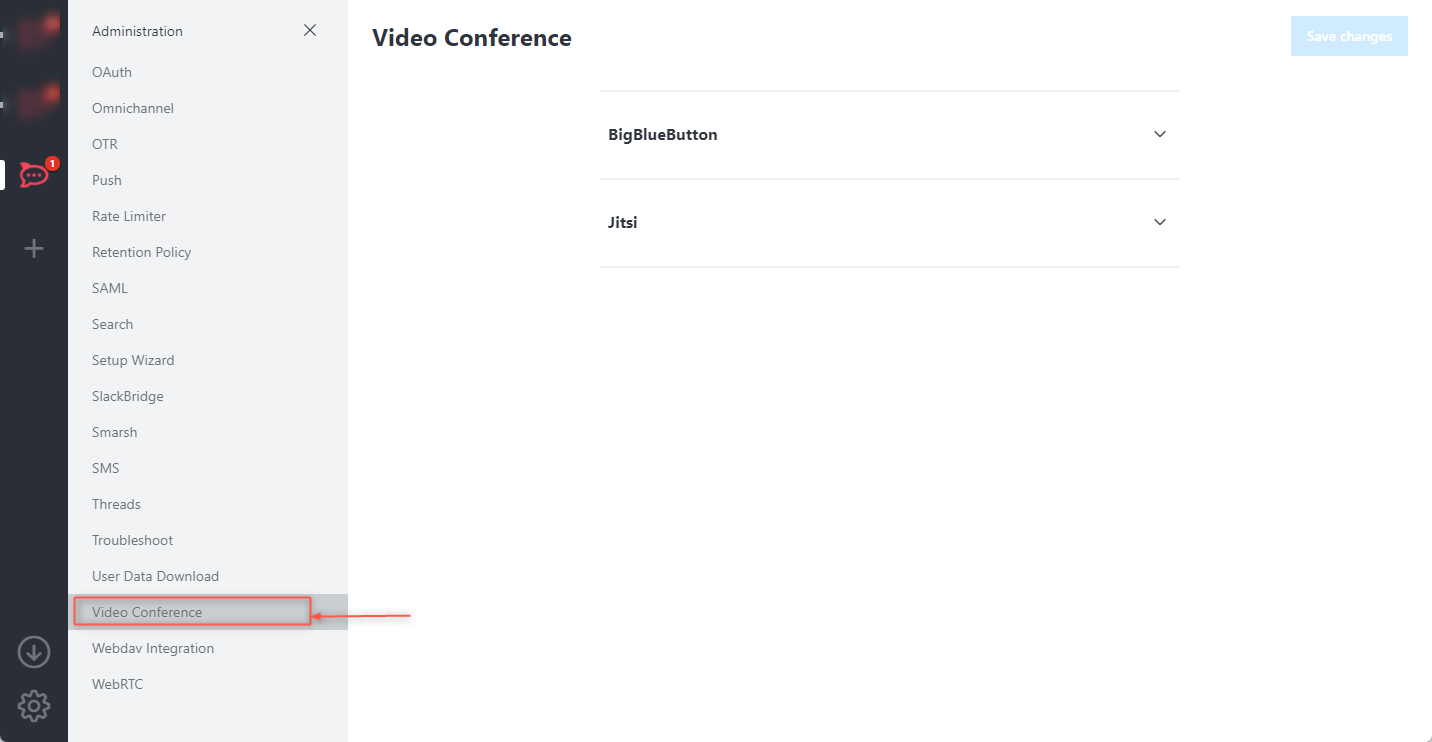 Administration
OAuth
Omnichannel
OTR
Push
Rate Limiter
Retention Policy
SAML
Search
Setup Wizard
SlackBridge
Smarsh
SMS
Threads
Troubleshoot
User Data Download
Video Conference
Webdav Integration
WebRTC
1
Video Conference
Save changes
BigBlueButton
Jitsi